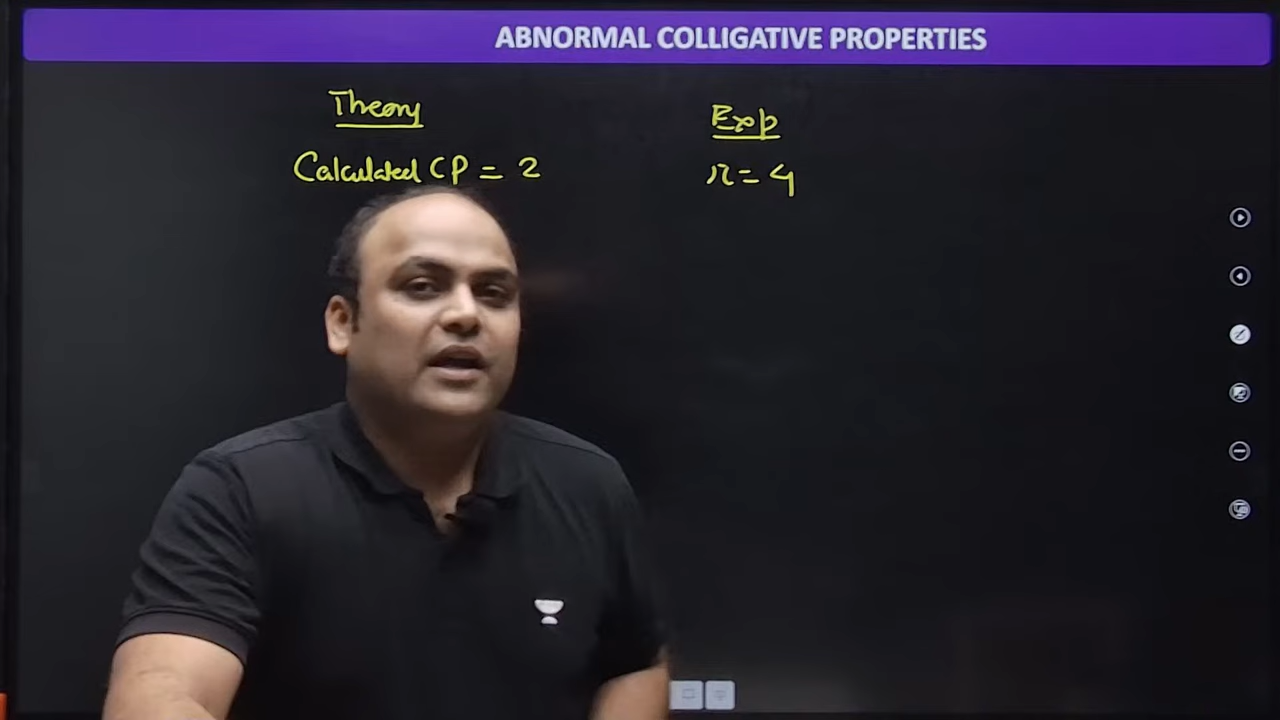 ABNORMAL COLLIGATIVE PROPERTIES
Theory
Exp
Calculated CP = 2
r = 4